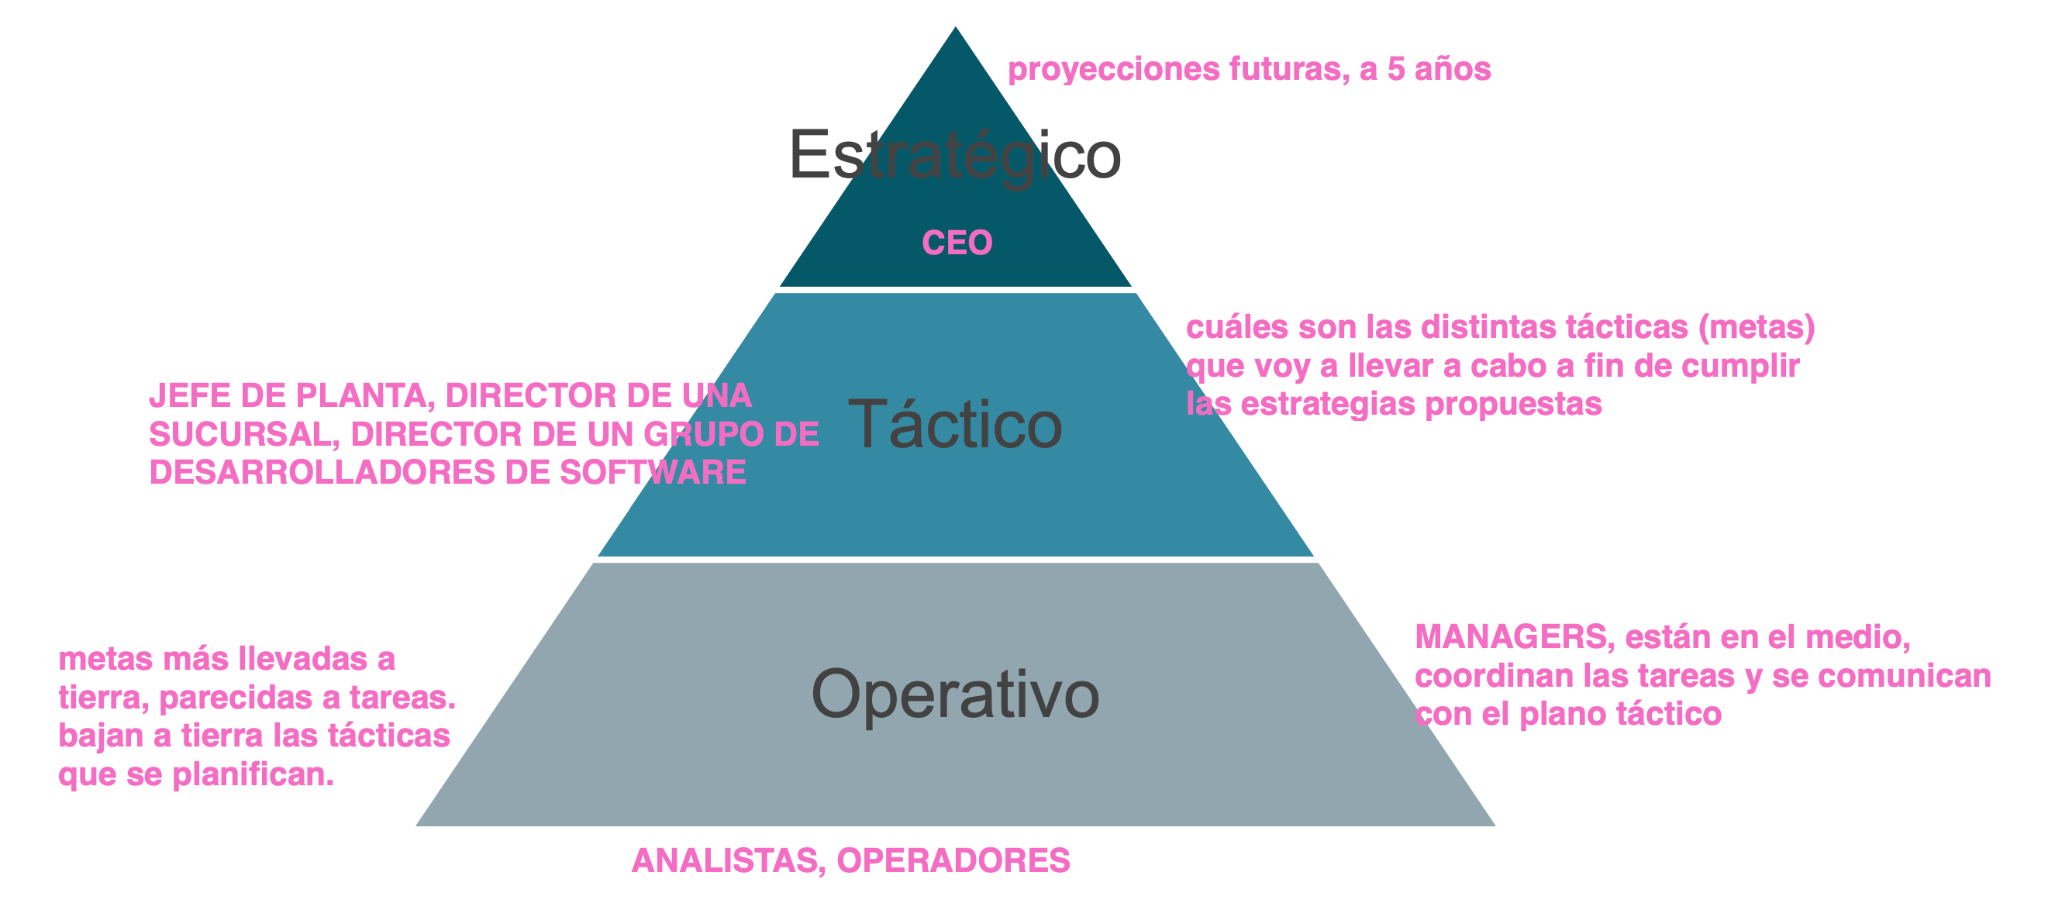 proyecciones futuras, a 5 años
Estratégico
CEO
cuáles son las distintas tácticas (metas)
que voy a llevar a cabo a fin de cumplir
las estrategias propuestas
JEFE DE PLANTA, DIRECTOR DE UNA
SUCURSAL, DIRECTOR DE UN GRUPO DE
DESARROLLADORES DE SOFTWARE
Táctico
MANAGERS, están en el medio,
coordinan las tareas y se comunican
con el plano táctico
metas más llevadas a
tierra, parecidas a tareas.
bajan a tierra las tácticas
que se planifican.
Operativo
ANALISTAS, OPERADORES